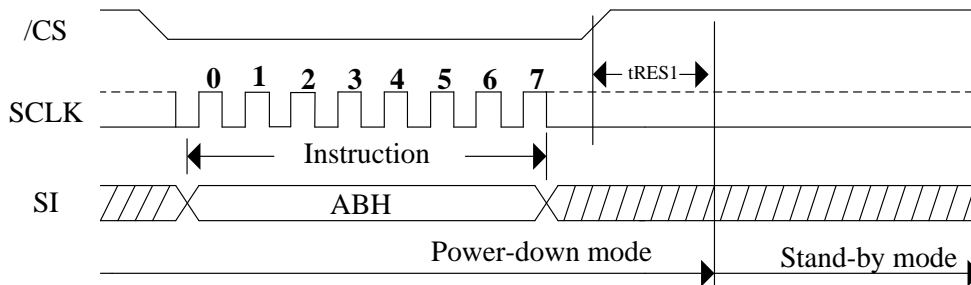 /CS
tRES1
0 1 2 3 4 5 6 7
SCLK
Instruction
SI
ABH
Power-down mode
Stand-by mode